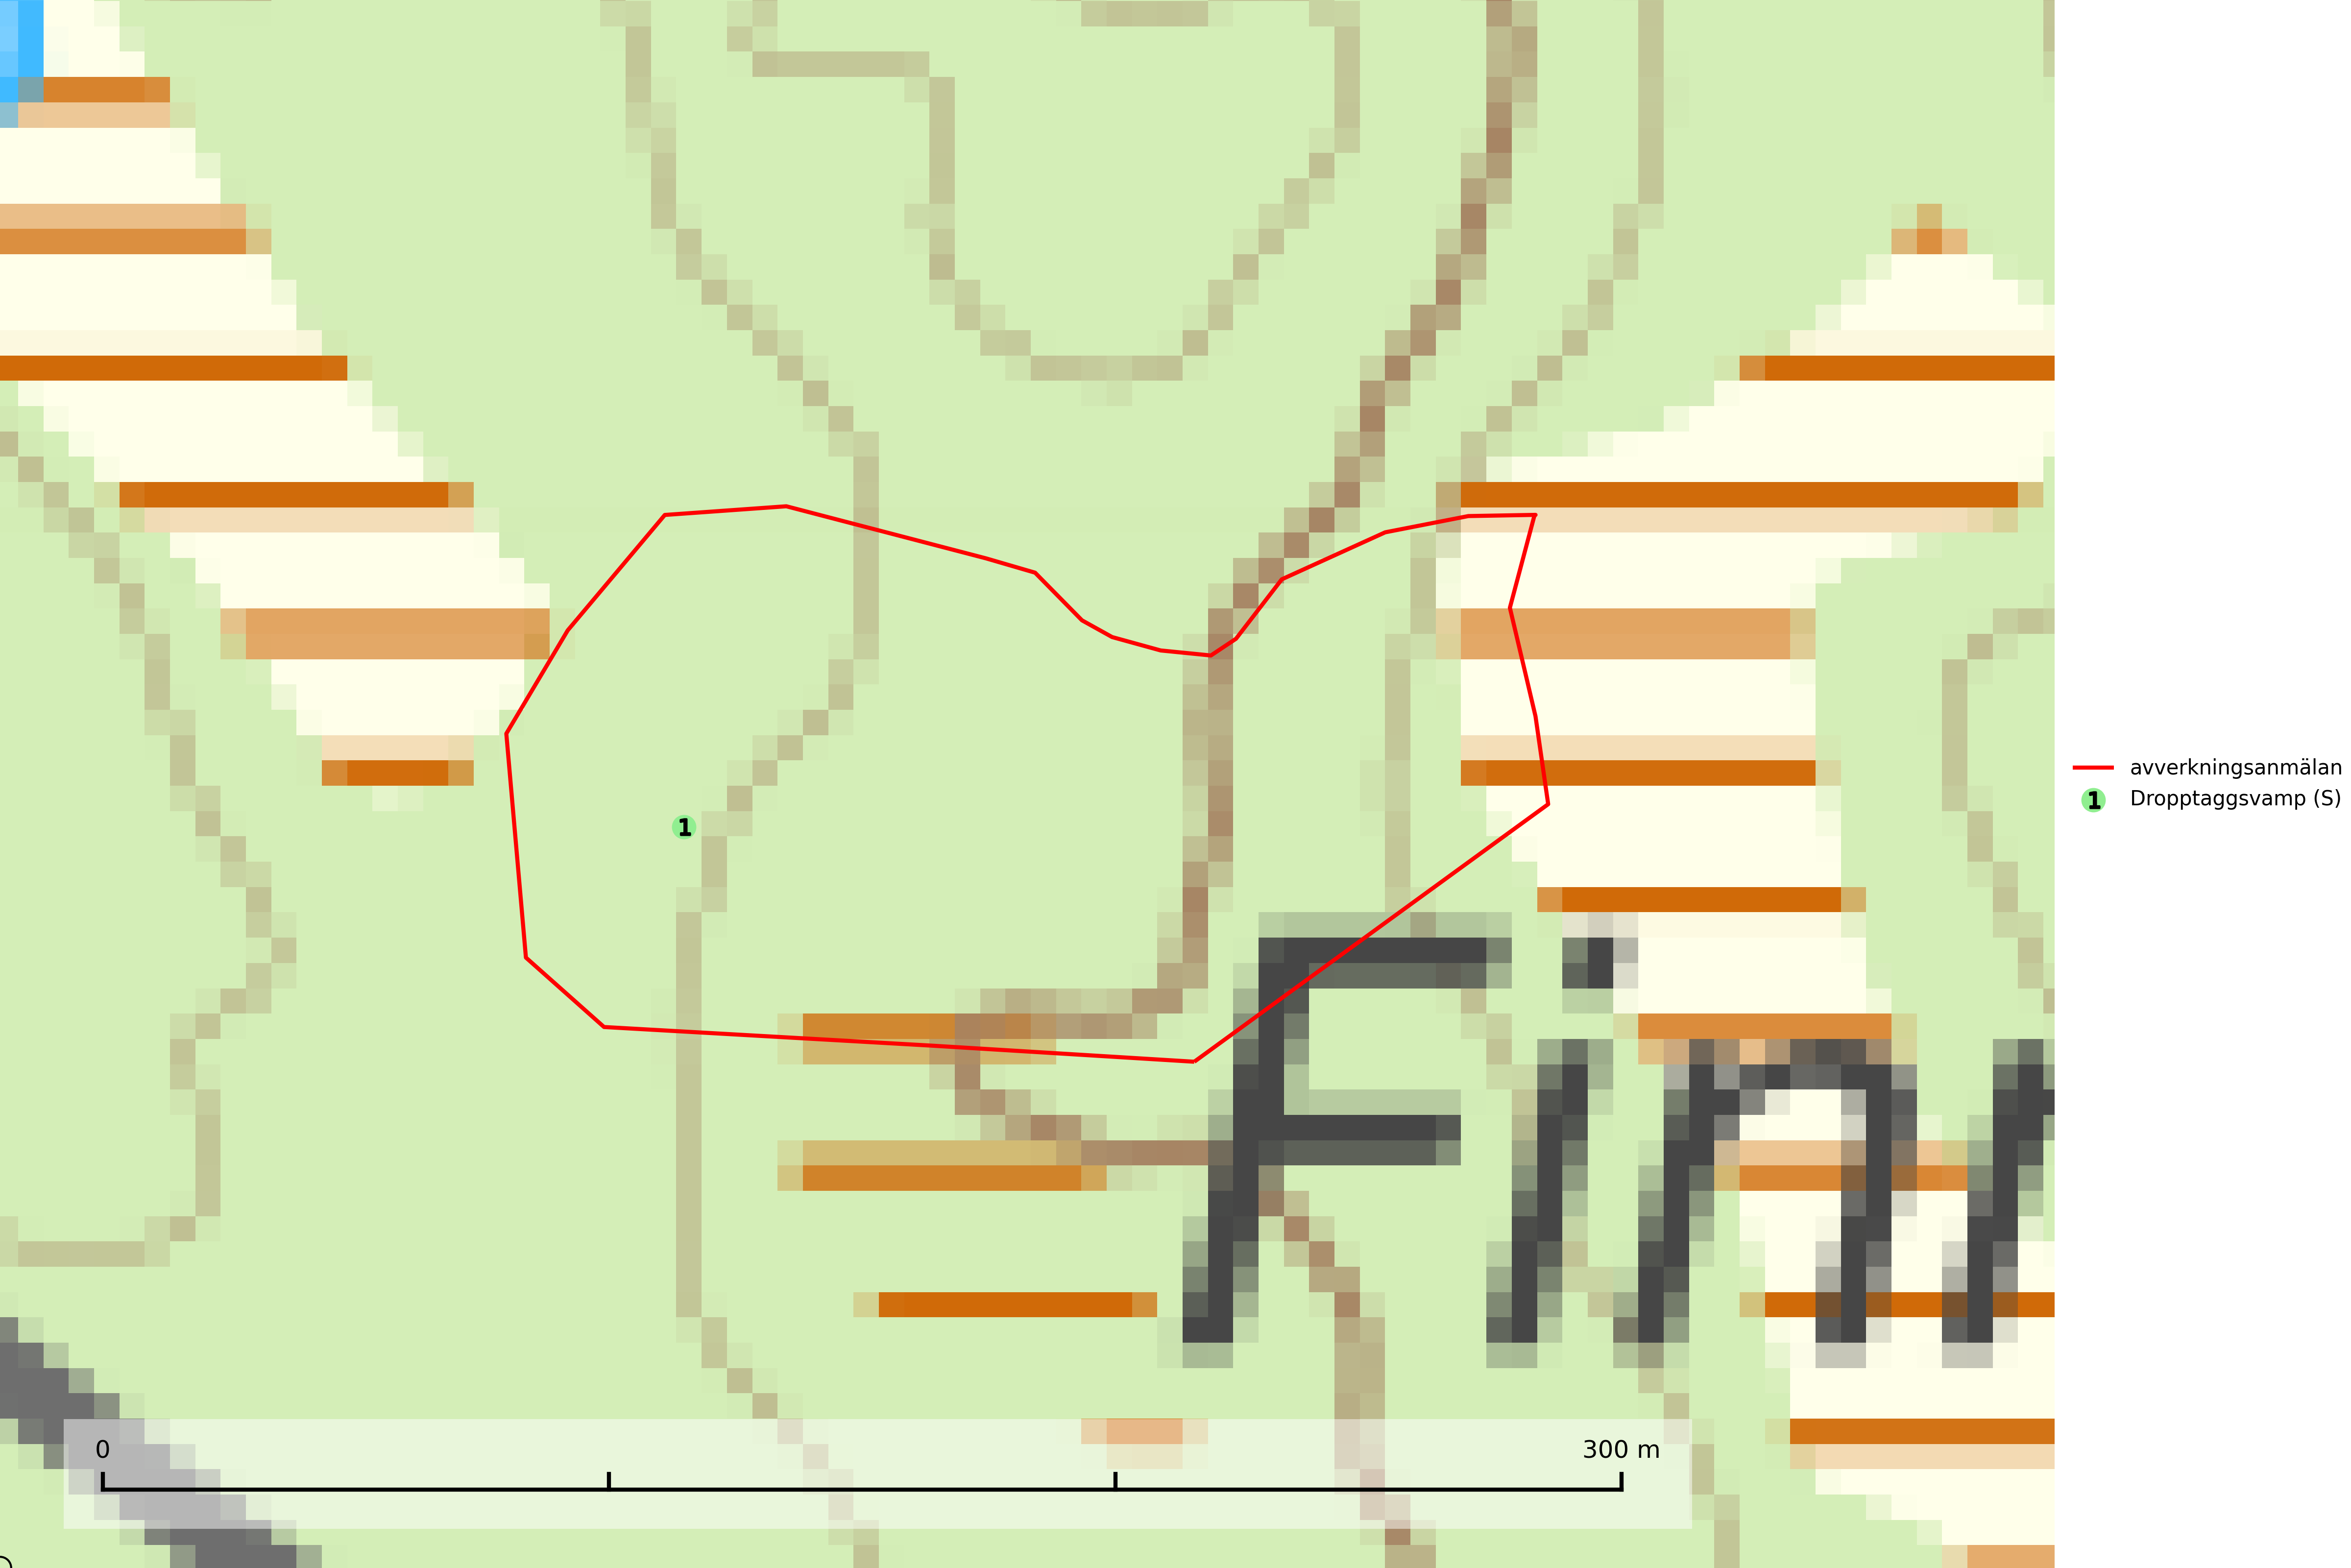 avverkningsanmälan
1 Dropptaggsvamp (S)
1
0 300 m